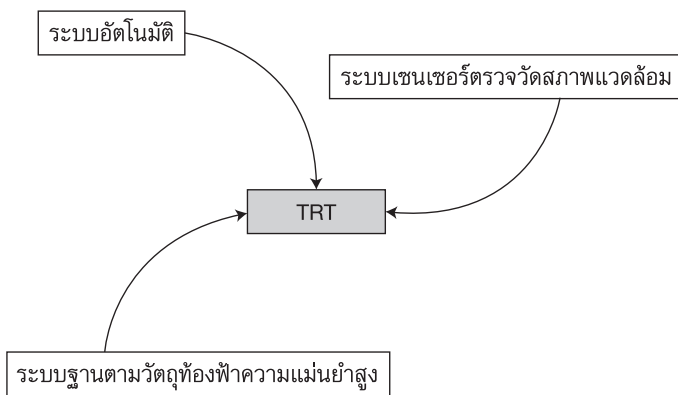 ระบบอัตโนมัติ
ระบบเซนเซอร์ตรวจวัดสภาพแวดล้อม
TRT
ระบบฐานตามวัตถุท้องฟ้าความแม่นยำสูง